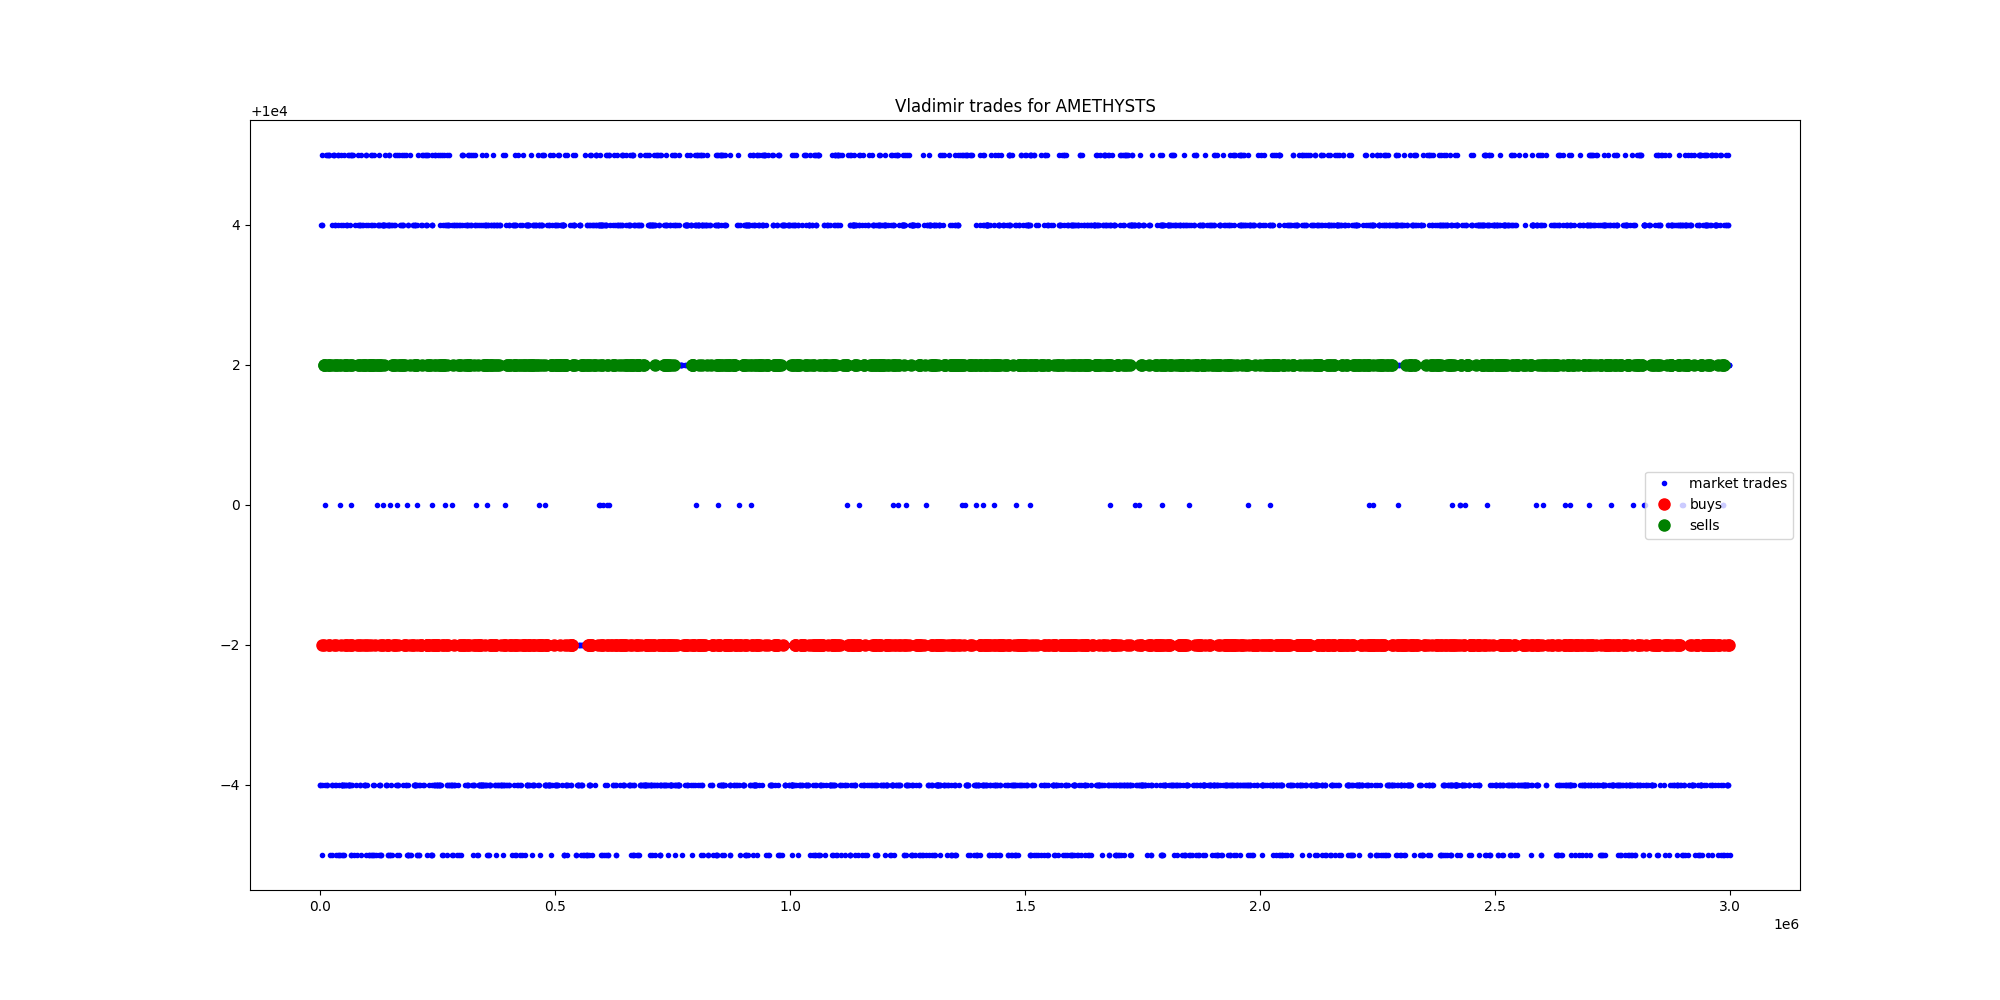 Vladimir trades for AMETHYSTS
+1e4
4
2
0
−2
−4
market trades
buys
sells
0.0 0.5 1.0 1.5 2.0 2.5 3.0
1e6